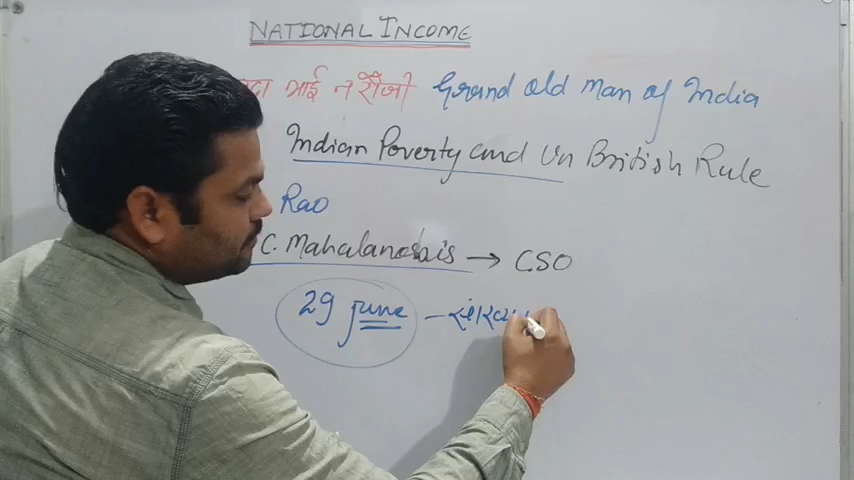 NATIONAL INCOME
भाई नौरोजी Grand old Man of India
Indian Poverty and Un British Rule
Rao
C. Mahalanobis → CSO
29 june –